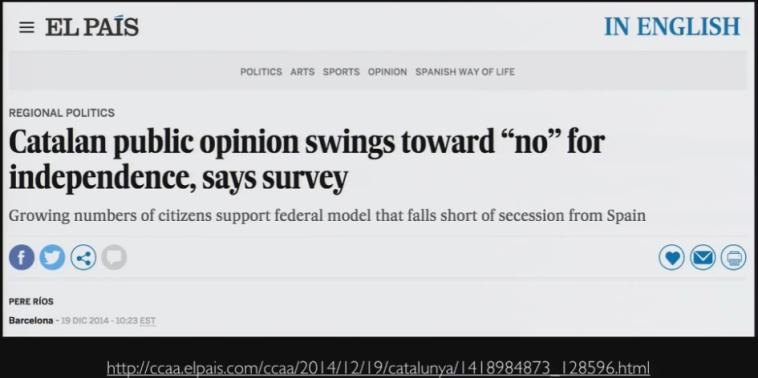 EL PAÍS
IN ENGLISH
POLITICS ARTS SPORTS OPINION SPANISH WAY OF LIFE
REGIONAL POLITICS
Catalan public opinion swings toward “no” for
independence, says survey
Growing numbers of citizens support federal model that falls short of secession from Spain
PERE RÍOS
Barcelona - 19 DIC 2014 - 10:23 EST
http://ccaa.elpais.com/ccaa/2014/12/19/catalunya/1418984873_128596.html